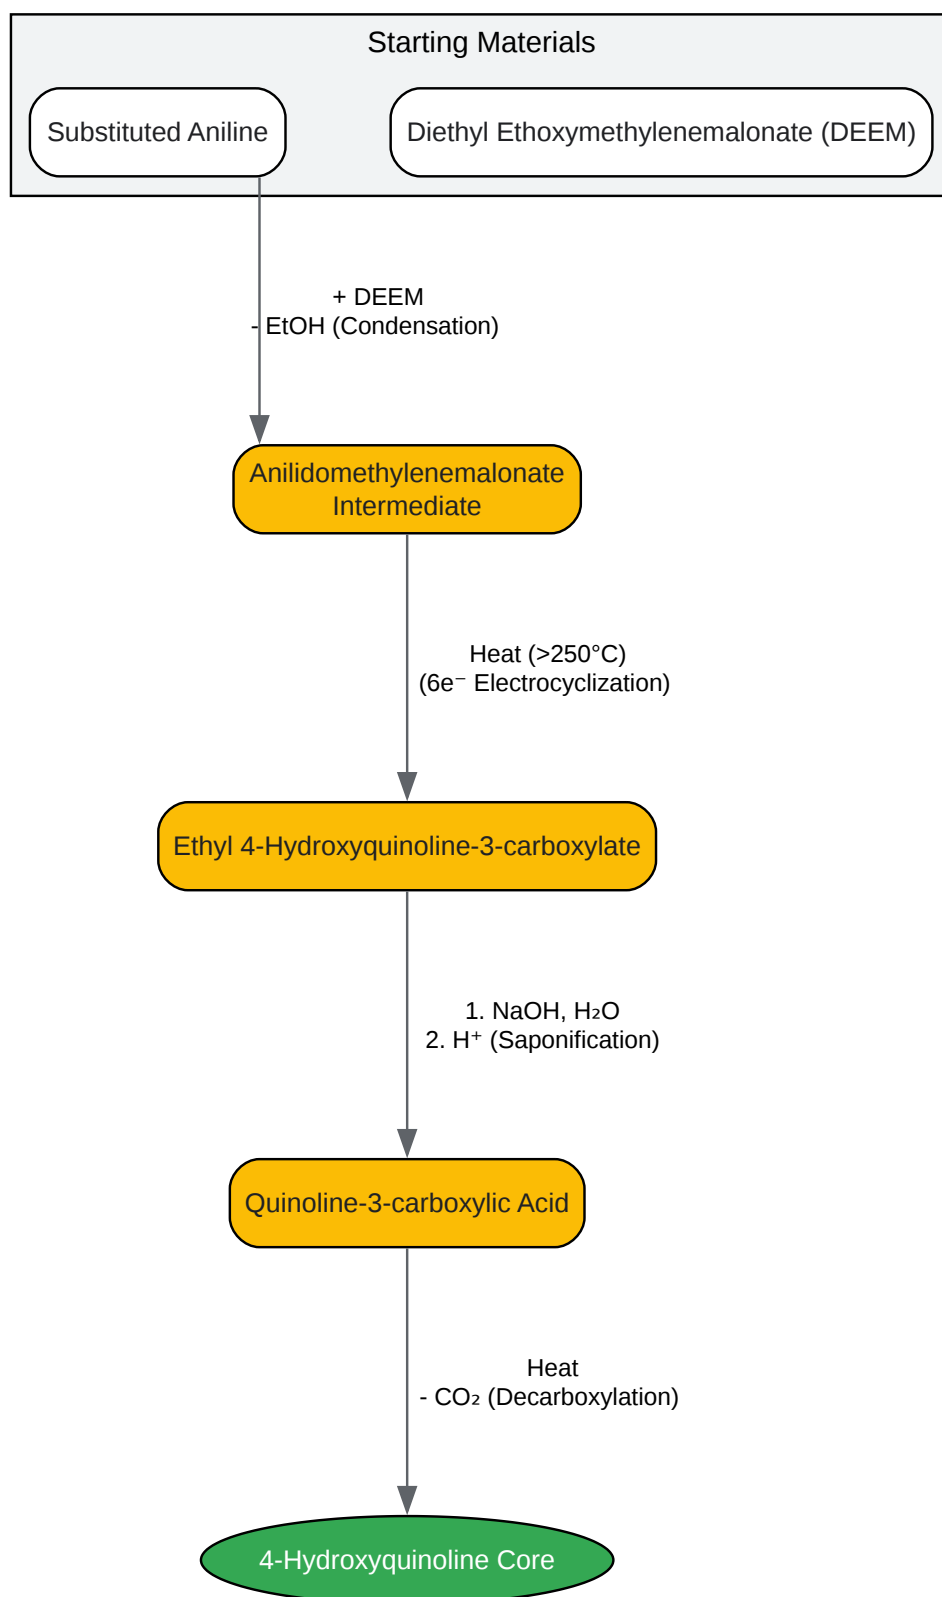 Starting Materials
Substituted Aniline
Diethyl Ethoxymethylenemalonate (DEEM)
+ DEEM
- EtOH (Condensation)
Anilidomethylenemalonate
Intermediate
Heat (>250°C)
(6e⁻ Electrocyclization)
Ethyl 4-Hydroxyquinoline-3-carboxylate
1. NaOH, H₂O
2. H⁺ (Saponification)
Quinoline-3-carboxylic Acid
Heat
- CO₂ (Decarboxylation)
4-Hydroxyquinoline Core